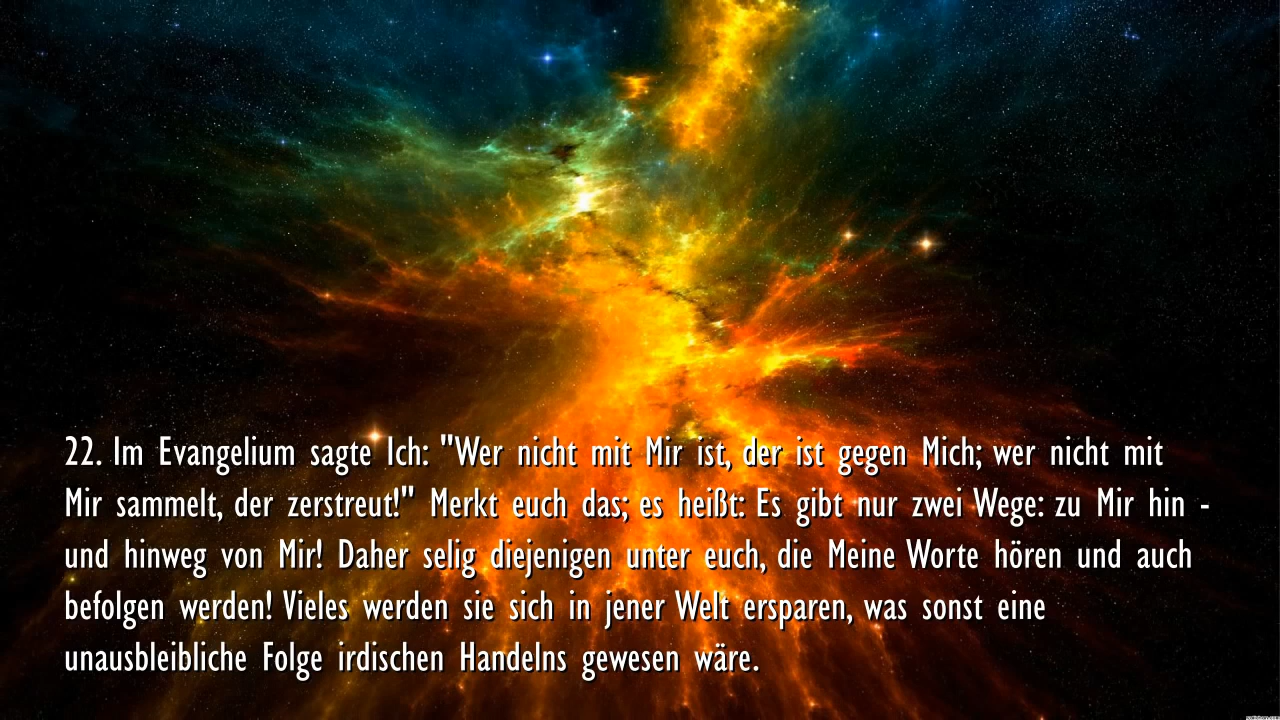 22. Im Evangelium sagte Ich: "Wer nicht mit Mir ist, der ist gegen Mich; wer nicht mit
Mir sammelt, der zerstreut!" Merkt euch das; es heißt: Es gibt nur zwei Wege: zu Mir hin -
und hinweg von Mir! Daher selig diejenigen unter euch, die Meine Worte hören und auch
befolgen werden! Vieles werden sie sich in jener Welt ersparen, was sonst eine
unausbleibliche Folge irdischen Handelns gewesen wäre.